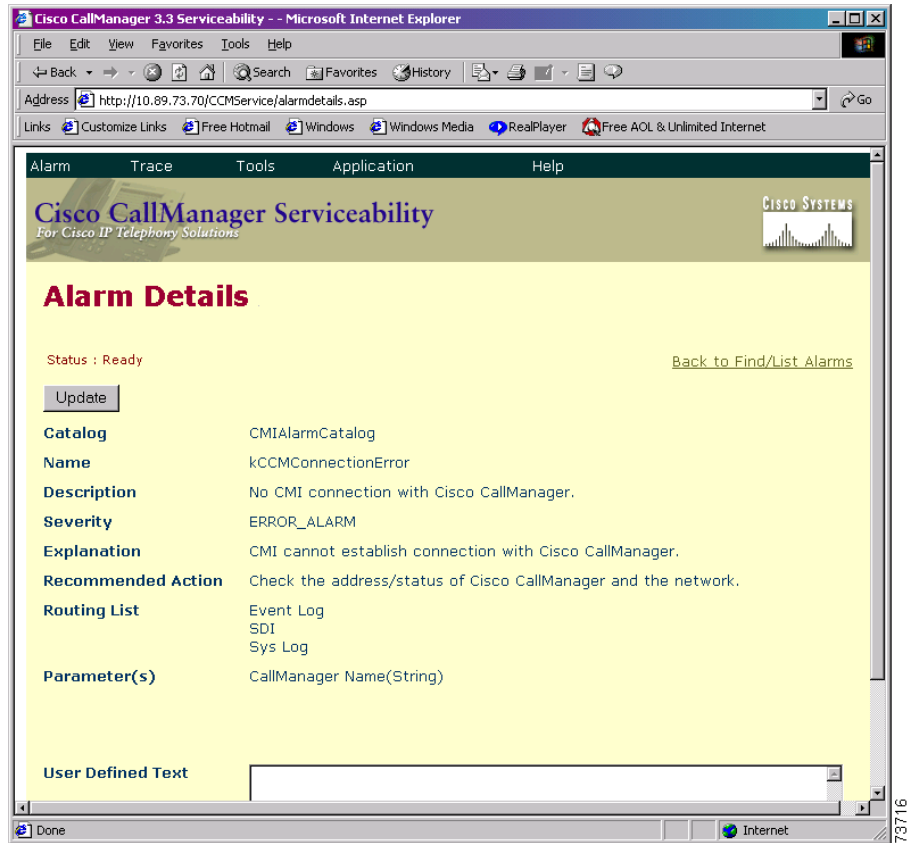 Cisco CallManager 3.3 Serviceability - - Microsoft Internet Explorer
File Edit View Favorites Tools Help
Back Search Favorites History
Address http://10.89.73.70/CCMService/alarmdetails.asp Go
Links Customize Links Free Hotmail Windows Windows Media RealPlayer Free AOL & Unlimited Internet
Alarm Trace Tools Application Help
Cisco CallManager Serviceability
For Cisco IP Telephony Solutions
CISCO SYSTEMS
Alarm Details
Status : Ready
Back to Find/List Alarms
Update
Catalog CMIAlarmCatalog
Name kCCMConnectionError
Description No CMI connection with Cisco CallManager.
Severity ERROR_ALARM
Explanation CMI cannot establish connection with Cisco CallManager.
Recommended Action Check the address/status of Cisco CallManager and the network.
Routing List Event Log
SDI
Sys Log
Parameter(s) CallManager Name(String)
User Defined Text
Done Internet
73716